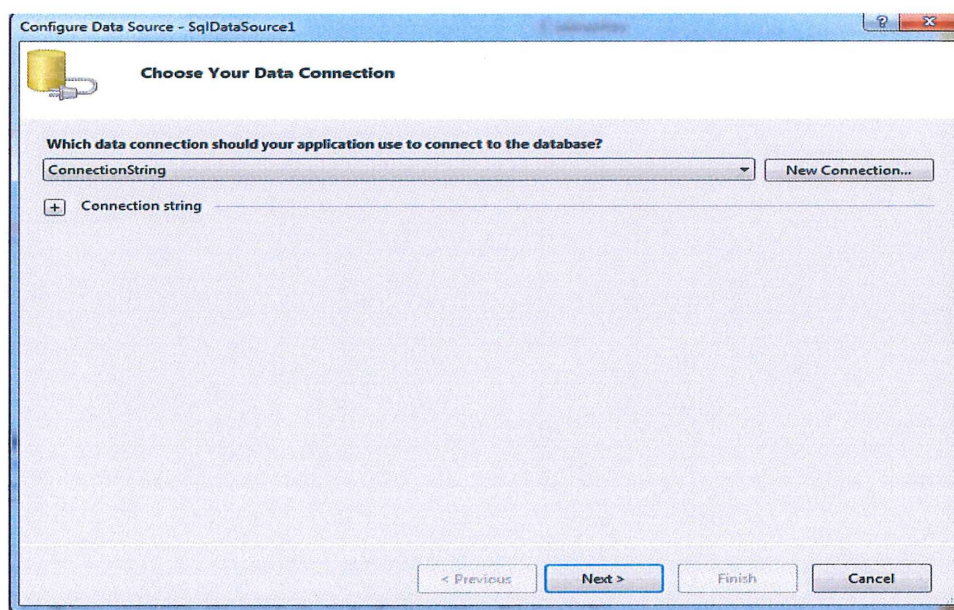 Configure Data Source - SqlDataSource1
Choose Your Data Connection
Which data connection should your application use to connect to the database?
ConnectionString
New Connection...
+ Connection string
< Previous
Next >
Finish
Cancel